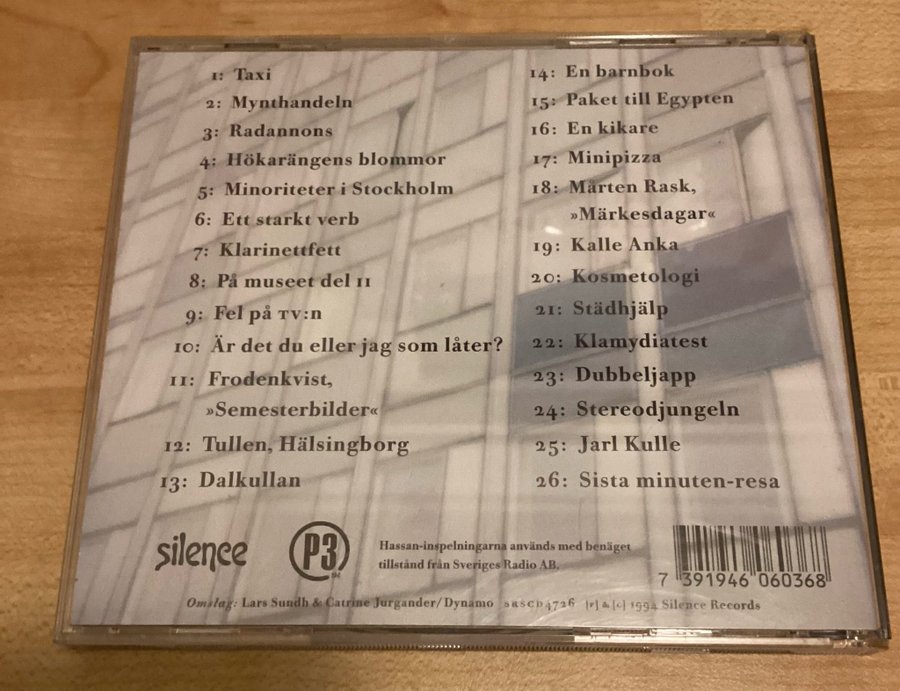 1: Taxi
2: Mynthandeln
3: Radannons
4: Hökarängens blommor
5: Minoriteter i Stockholm
6: Ett starkt verb
7: Klarinettfett
8: På museet del II
9: Fel på TV:n
10: Är det du eller jag som låter?
11: Frodenkvist,
»Semesterbilder«
12: Tullen, Hälsingborg
13: Dalkullan
14: En barnbok
15: Paket till Egypten
16: En kikare
17: Minipizza
18: Mårten Rask,
»Märkesdagar«
19: Kalle Anka
20: Kosmetologi
21: Städhjälp
22: Klamydiatest
23: Dubbeljapp
24: Stereodjungeln
25: Jarl Kulle
26: Sista minuten-resa
silence
P3
Hassan-inspelningarna används med benäget
tillstånd från Sveriges Radio AB.
7 391946 060368
Omslag: Lars Sundh & Catrine Jurgander/Dynamo SRSCD4726 [p] & [c] 1994 Silence Records